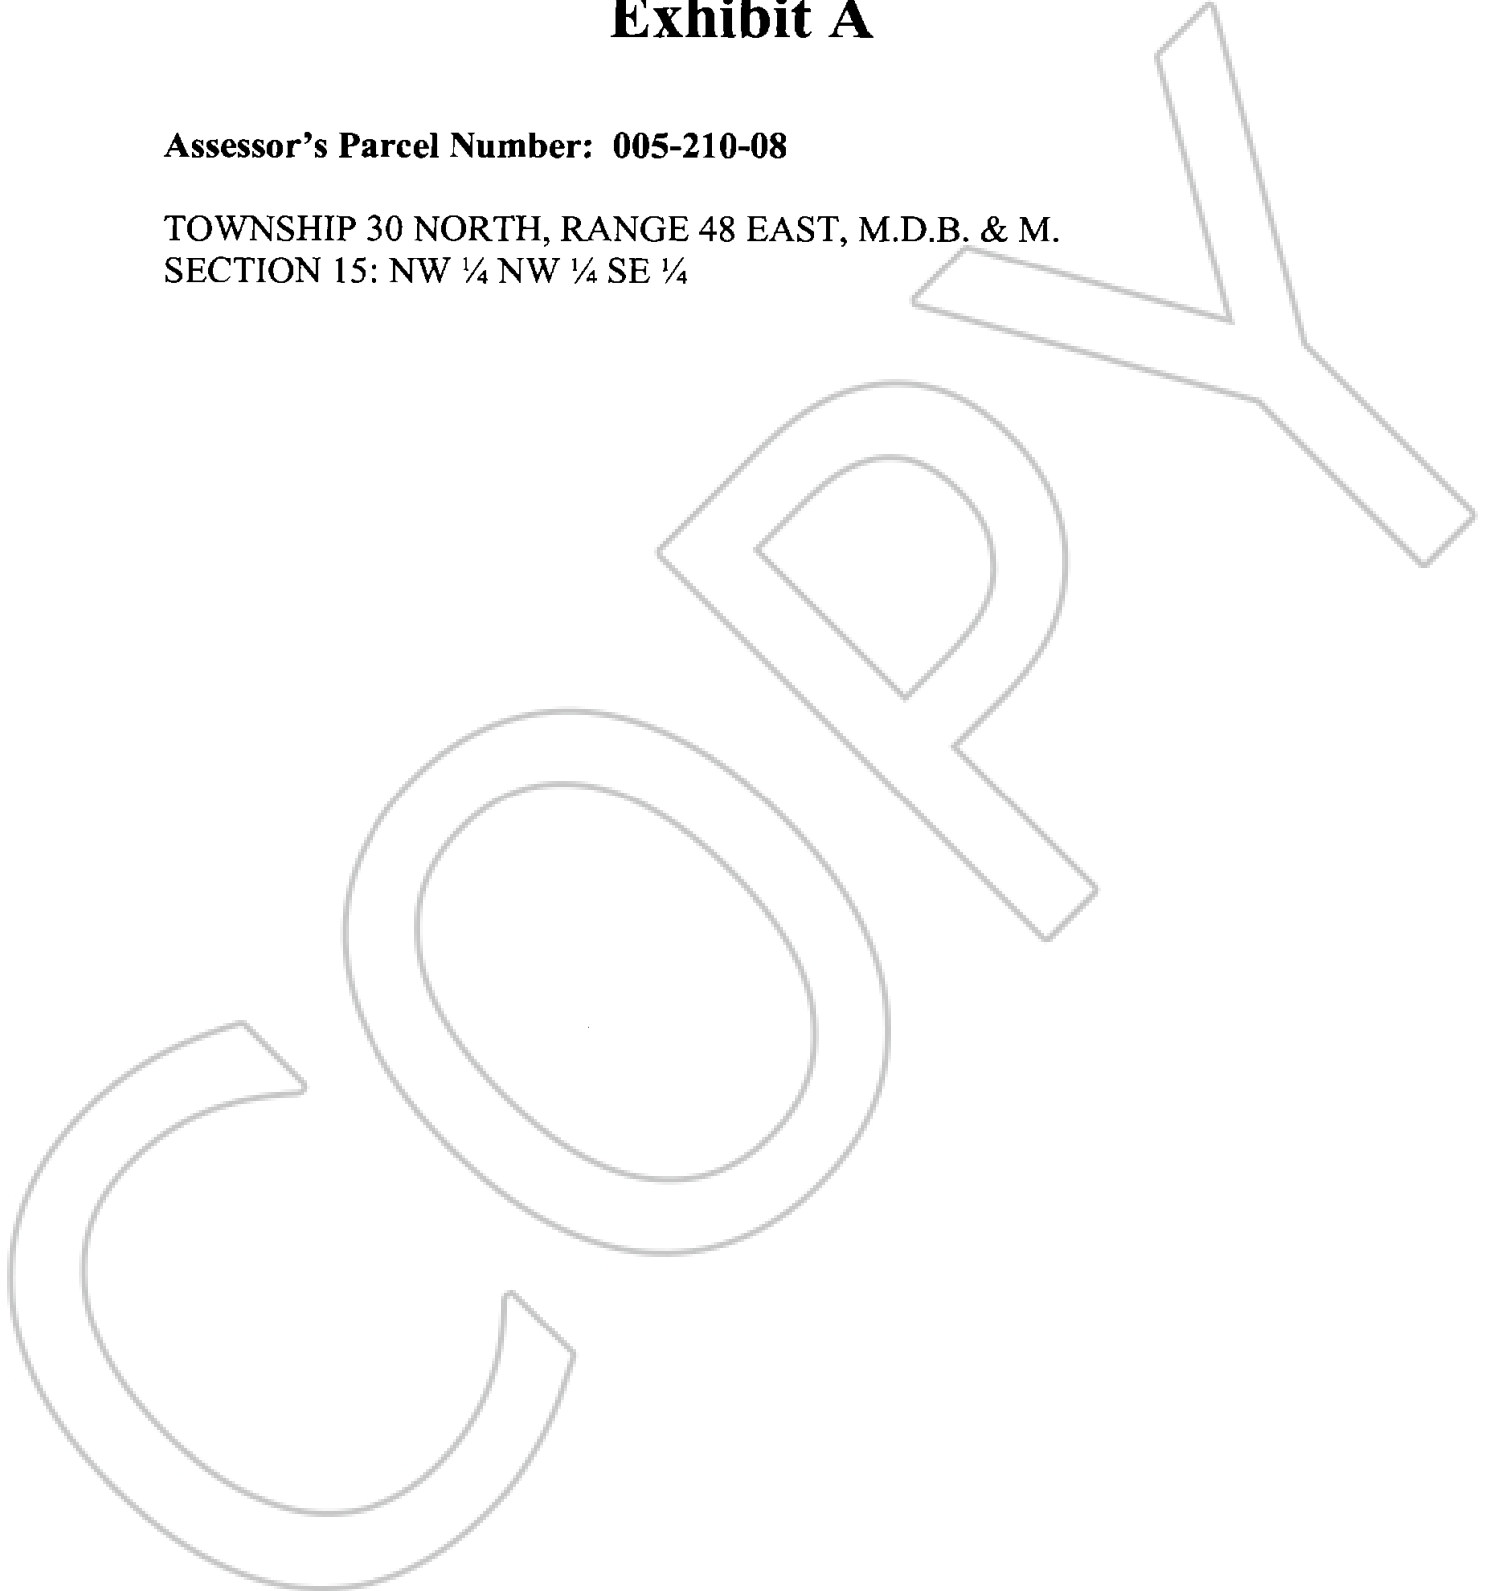 Exhibit A
Assessor's Parcel Number: 005-210-08
TOWNSHIP 30 NORTH, RANGE 48 EAST, M.D.B. & M.
SECTION 15: NW ¼ NW ¼ SE ¼
COPY